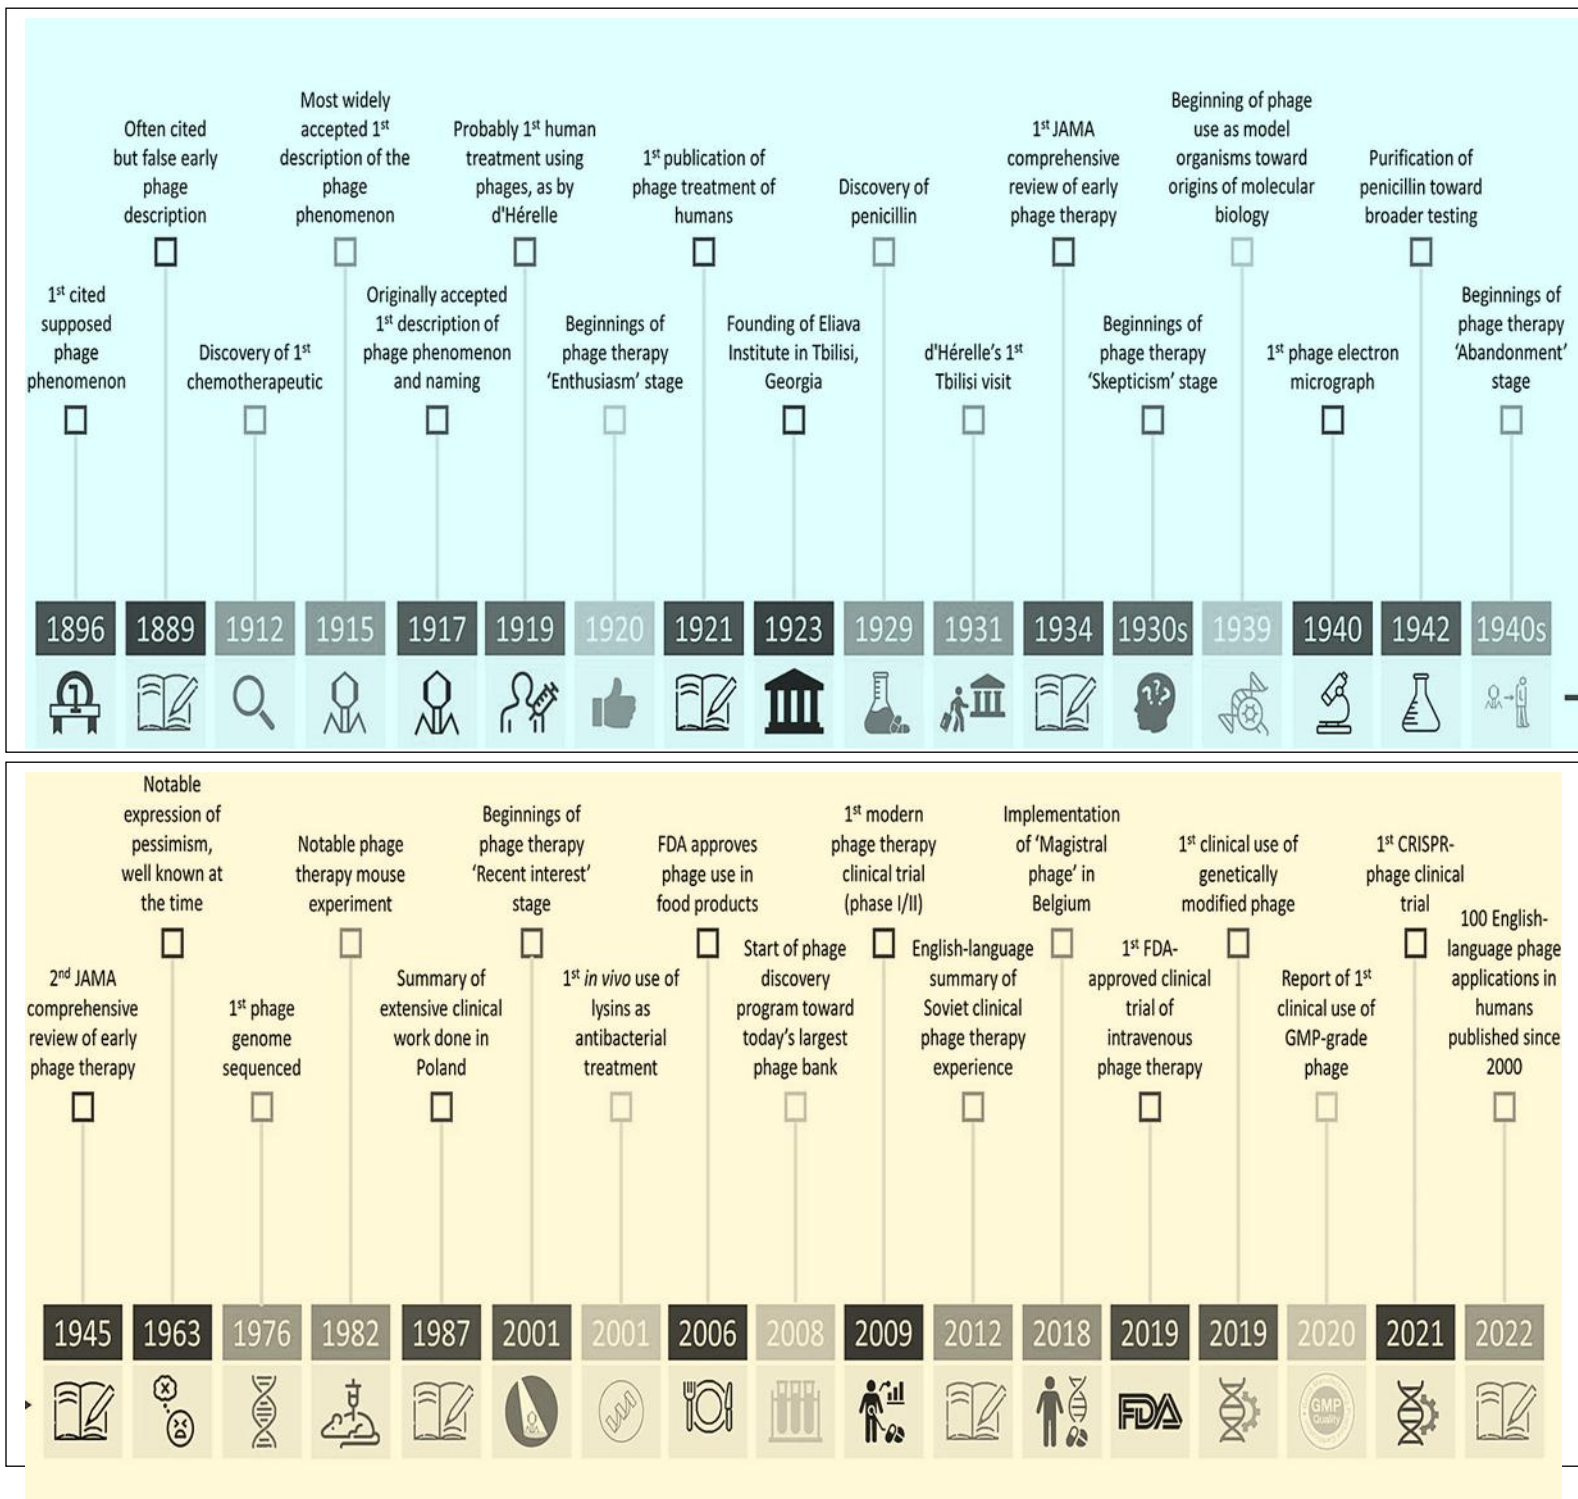 1st cited
supposed
phage
phenomenon
1896
Often cited
but false early
phage
description
1889
Discovery of 1st
chemotherapeutic
1912
Most widely
accepted 1st
description of the
phage
phenomenon
1915
Originally accepted
1st description of
phage phenomenon
and naming
1917
Probably 1st human
treatment using
phages, as by
d'Hérelle
1919
Beginnings of
phage therapy
‘Enthusiasm’ stage
1920
1st publication of
phage treatment of
humans
1921
Founding of Eliava
Institute in Tbilisi,
Georgia
1923
Discovery of
penicillin
1929
d'Hérelle’s 1st
Tbilisi visit
1931
1st JAMA
comprehensive
review of early
phage therapy
1934
Beginnings of
phage therapy
‘Skepticism’ stage
1930s
Beginning of phage
use as model
organisms toward
origins of molecular
biology
1939
1st phage electron
micrograph
1940
Purification of
penicillin toward
broader testing
1942
Beginnings of
phage therapy
‘Abandonment’
stage
1940s
2nd JAMA
comprehensive
review of early
phage therapy
1945
Notable
expression of
pessimism,
well known at
the time
1963
1st phage
genome
sequenced
1976
Notable phage
therapy mouse
experiment
1982
Summary of
extensive clinical
work done in
Poland
1987
Beginnings of
phage therapy
‘Recent interest’
stage
2001
1st in vivo use of
lysins as
antibacterial
treatment
2001
FDA approves
phage use in
food products
2006
Start of phage
discovery
program toward
today’s largest
phage bank
2008
1st modern
phage therapy
clinical trial
(phase I/II)
2009
English-language
summary of
Soviet clinical
phage therapy
experience
2012
Implementation
of ‘Magistral
phage’ in
Belgium
2018
1st FDA-
approved clinical
trial of
intravenous
phage therapy
2019
FDA
1st clinical use of
genetically
modified phage
2019
Report of 1st
clinical use of
GMP-grade
phage
2020
GMP
Quality
1st CRISPR-
phage clinical
trial
2021
100 English-
language phage
applications in
humans
published since
2000
2022